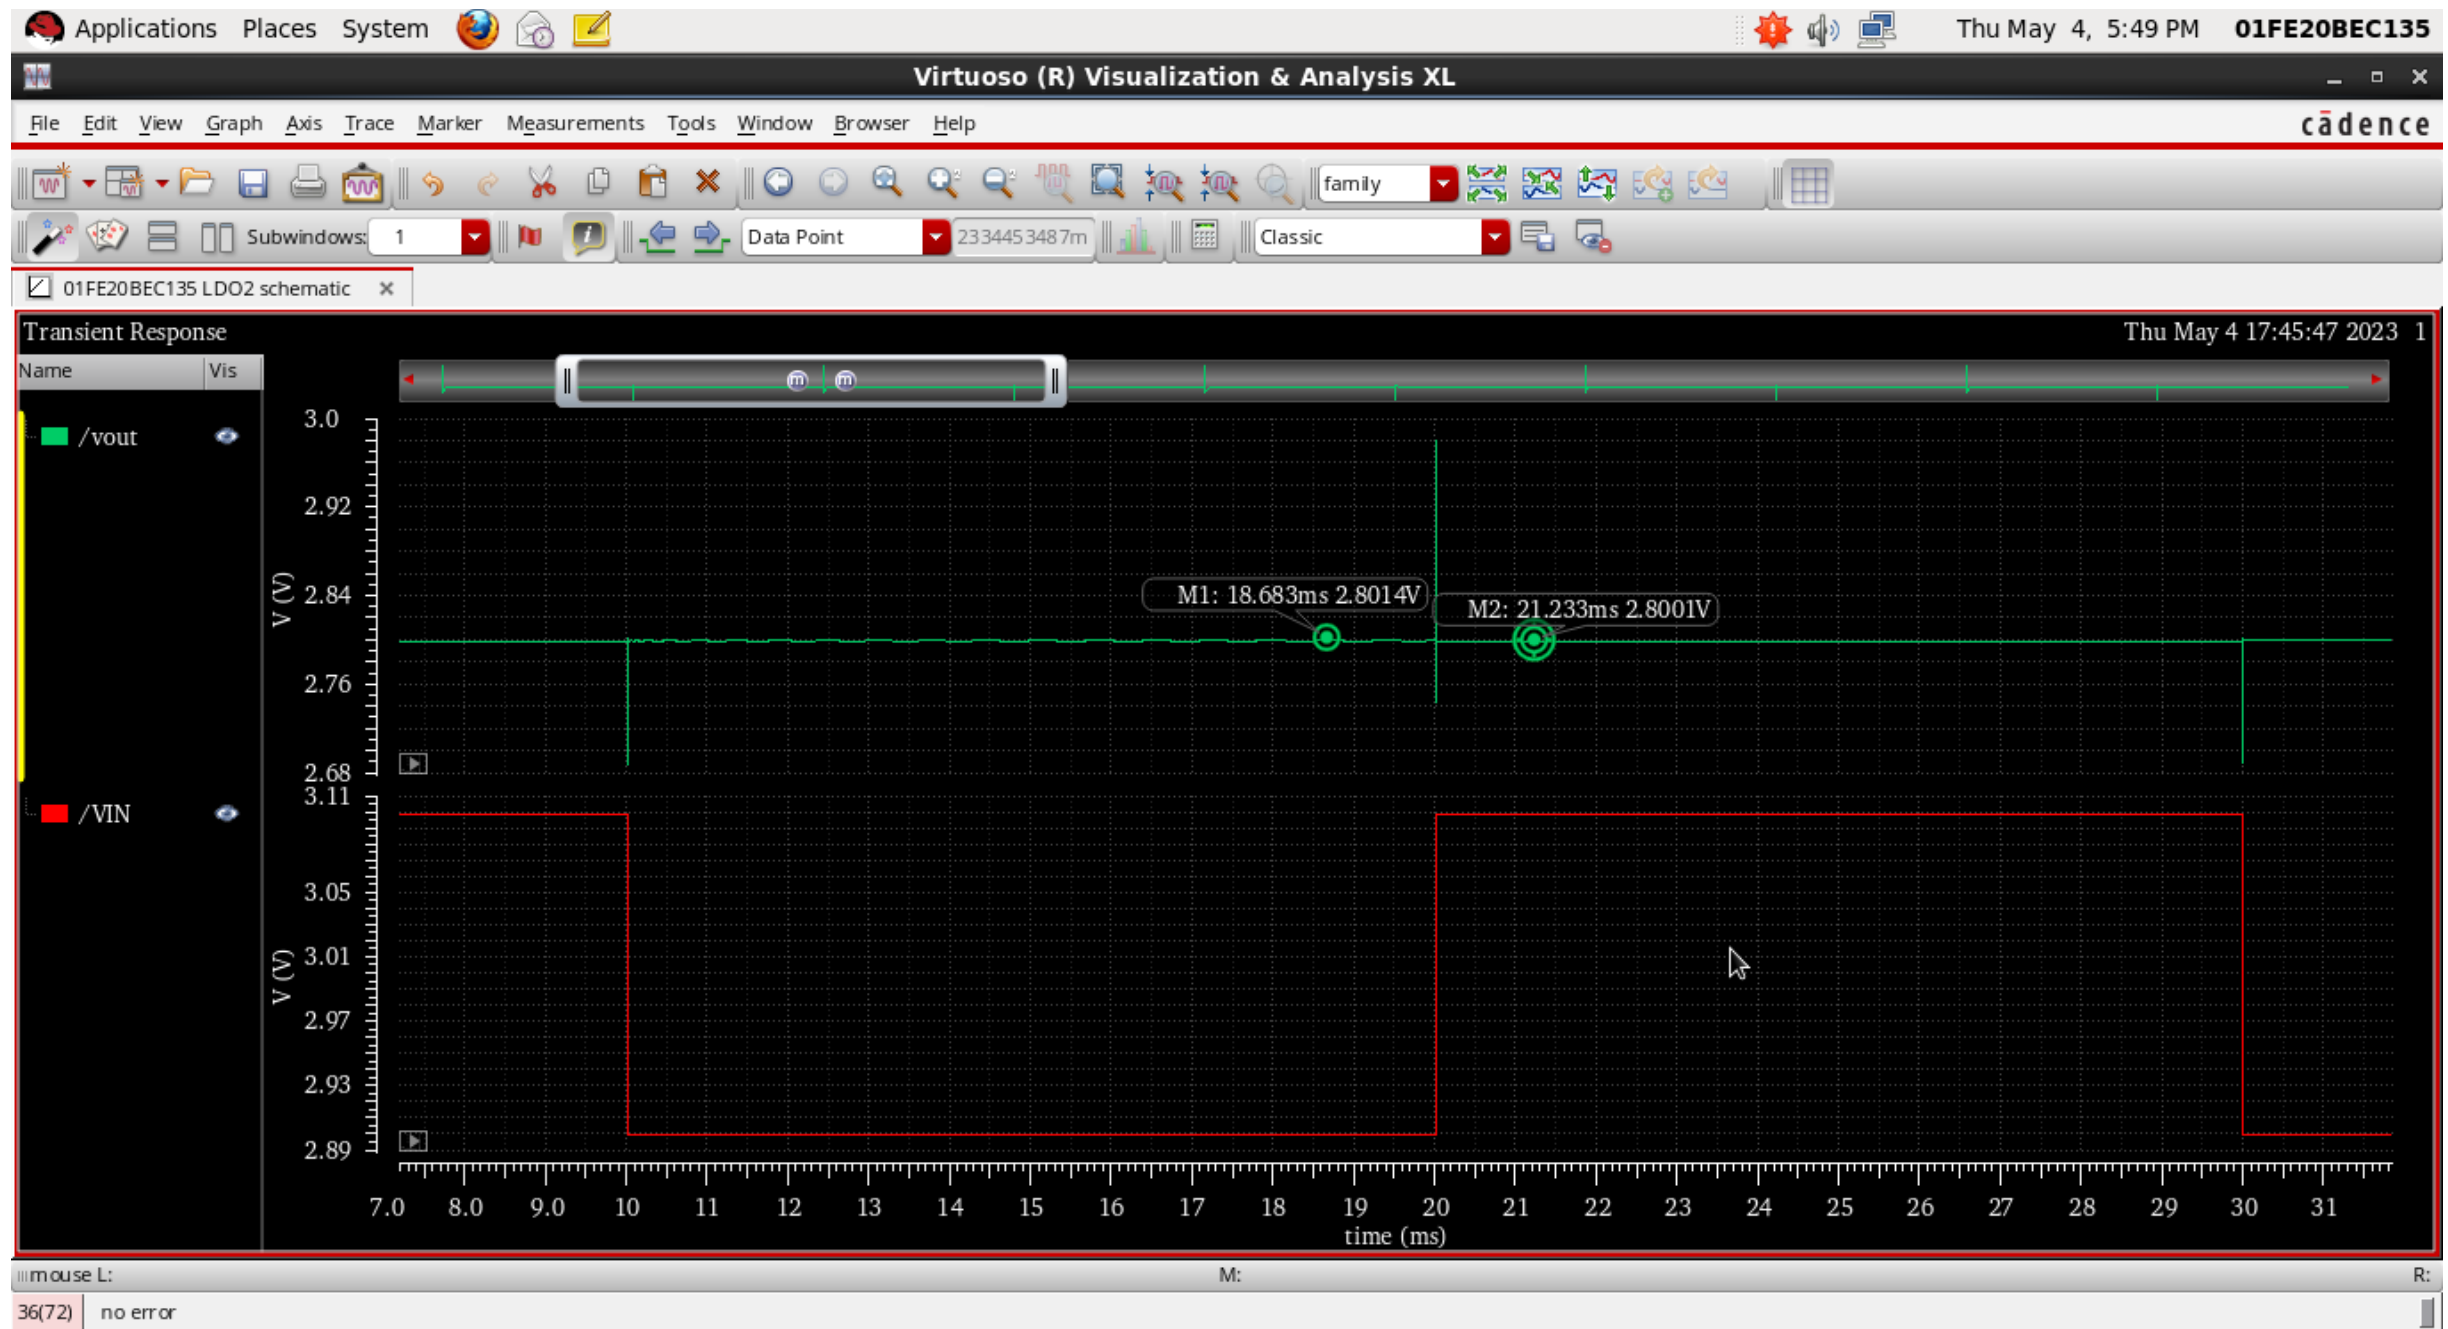 Applications Places System Thu May 4, 5:49 PM 01FE20BEC135
Virtuoso (R) Visualization & Analysis XL
File Edit View Graph Axis Trace Marker Measurements Tools Window Browser Help cādence
family
Subwindows: 1 Data Point 2334453487m Classic
01FE20BEC135 LDO2 schematic
Transient Response Thu May 4 17:45:47 2023 1
Name Vis
m m
/vout
3.0
2.92
2.84
2.76
2.68
V (V)
M1: 18.683ms 2.8014V
M2: 21.233ms 2.8001V
/VIN
3.11
3.05
3.01
2.97
2.93
2.89
V (V)
7.0 8.0 9.0 10 11 12 13 14 15 16 17 18 19 20 21 22 23 24 25 26 27 28 29 30 31
time (ms)
mouse L: M: R:
36(72) no error